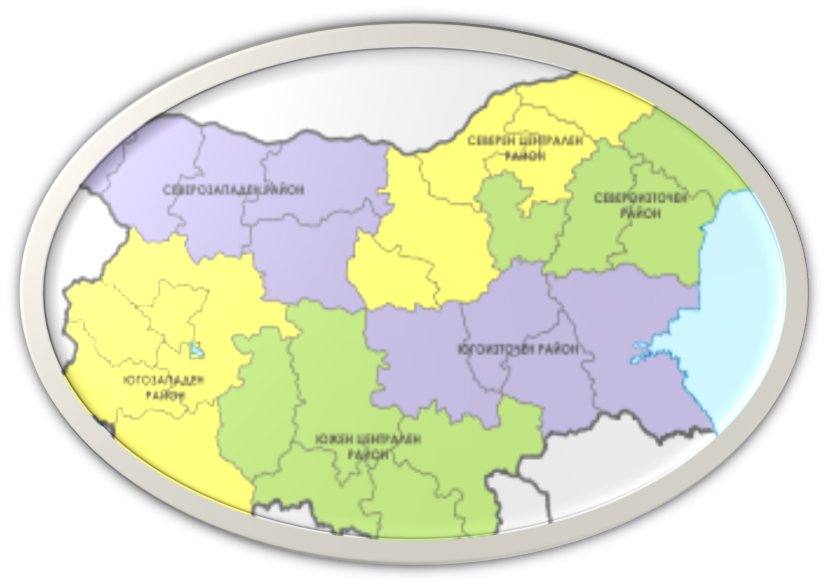 СЕВЕРЕН ЦЕНТРАЛЕН
РАЙОН
СЕВЕРОЗАПАДЕН РАЙОН
СЕВЕРОИЗТОЧЕН
РАЙОН
ЮГОИЗТОЧЕН РАЙОН
ЮГОЗАПАДЕН
РАЙОН
ЮЖЕН ЦЕНТРАЛЕН
РАЙОН